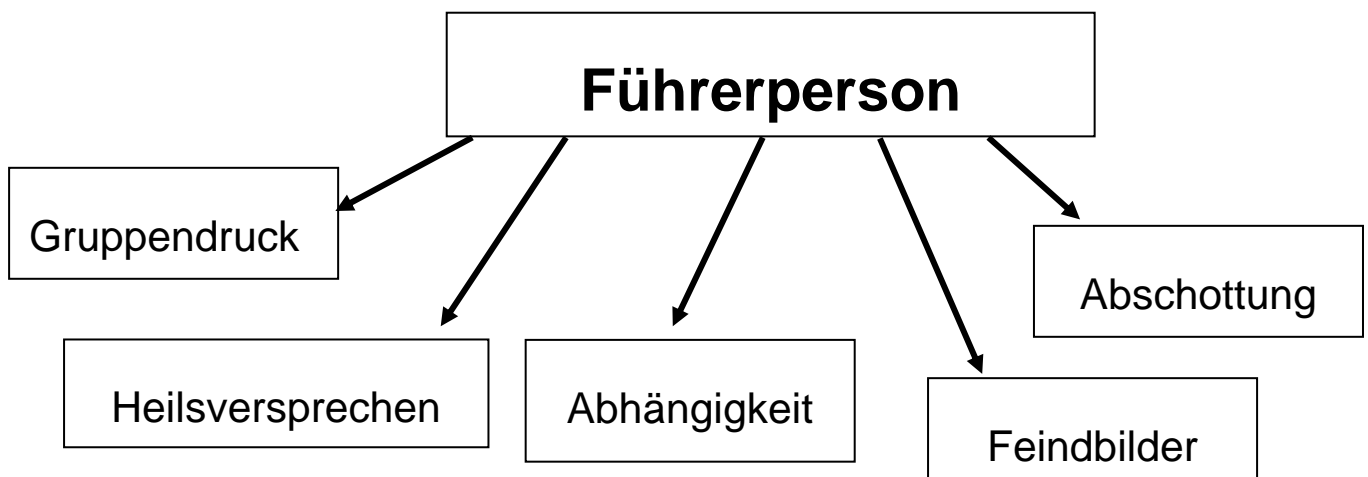 Führerperson
Gruppendruck
Heilsversprechen
Abhängigkeit
Feindbilder
Abschottung